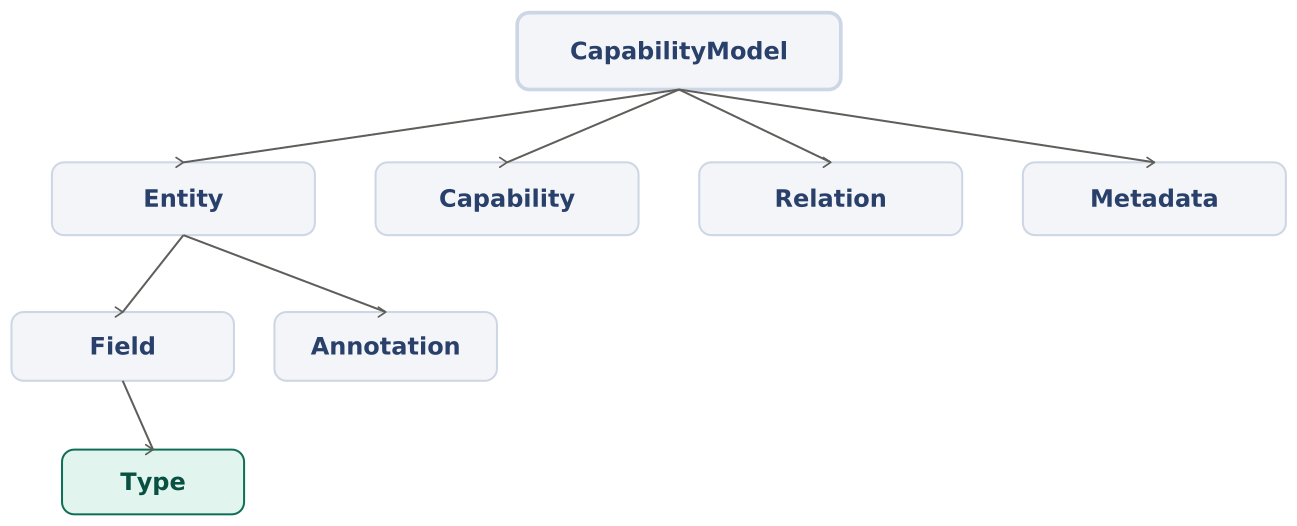 CapabilityModel
Entity
Capability
Relation
Metadata
Field
Annotation
Type